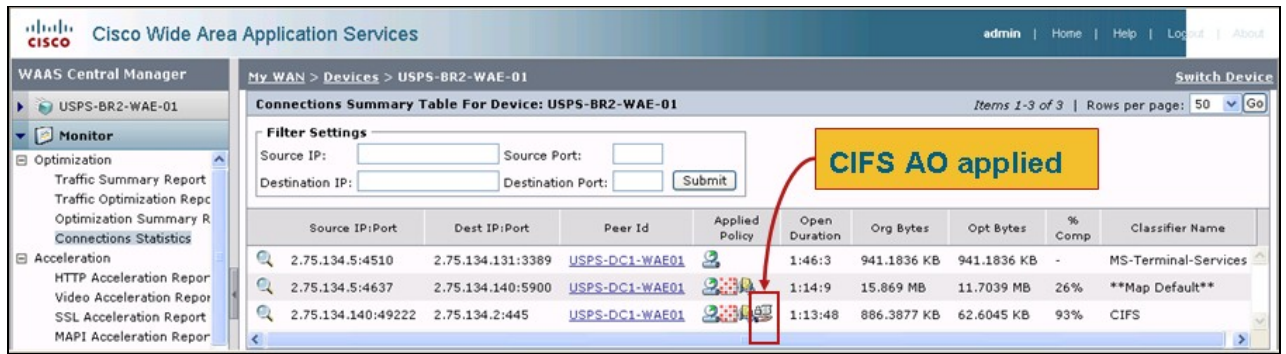 CISCO Cisco Wide Area Application Services admin | Home | Help | Logout | About
WAAS Central Manager
My WAN > Devices > USPS-BR2-WAE-01 Switch Device
USPS-BR2-WAE-01
Connections Summary Table For Device: USPS-BR2-WAE-01 Items 1-3 of 3 | Rows per page: 50 Go
Monitor
Optimization
Traffic Summary Report
Traffic Optimization Repo
Optimization Summary R
Connections Statistics
Acceleration
HTTP Acceleration Repor
Video Acceleration Repor
SSL Acceleration Report
MAPI Acceleration Repor
Filter Settings
Source IP: Source Port:
Destination IP: Destination Port: Submit
CIFS AO applied
Source IP:Port Dest IP:Port Peer Id Applied Policy Open Duration Org Bytes Opt Bytes % Comp Classifier Name
2.75.134.5:4510 2.75.134.131:3389 USPS-DC1-WAE01 1:46:3 941.1836 KB 941.1836 KB - MS-Terminal-Services
2.75.134.5:4637 2.75.134.140:5900 USPS-DC1-WAE01 1:14:9 15.869 MB 11.7039 MB 26% **Map Default**
2.75.134.140:49222 2.75.134.2:445 USPS-DC1-WAE01 1:13:48 886.3877 KB 62.6045 KB 93% CIFS